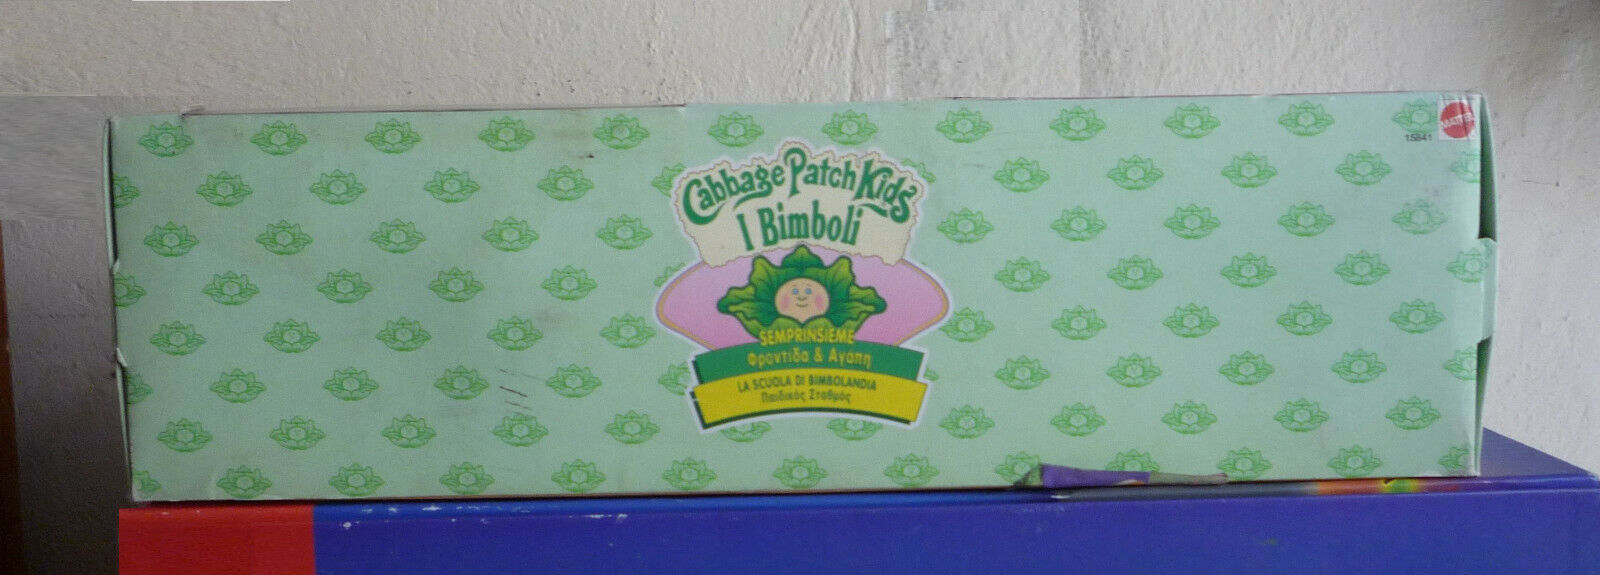 MATTEL
15841
Cabbage Patch Kids
I Bimboli
SEMPRINSIEME
Φροντίδα & Αγάπη
LA SCUOLA DI BIMBOLANDIA
Παιδικός Σταθμός